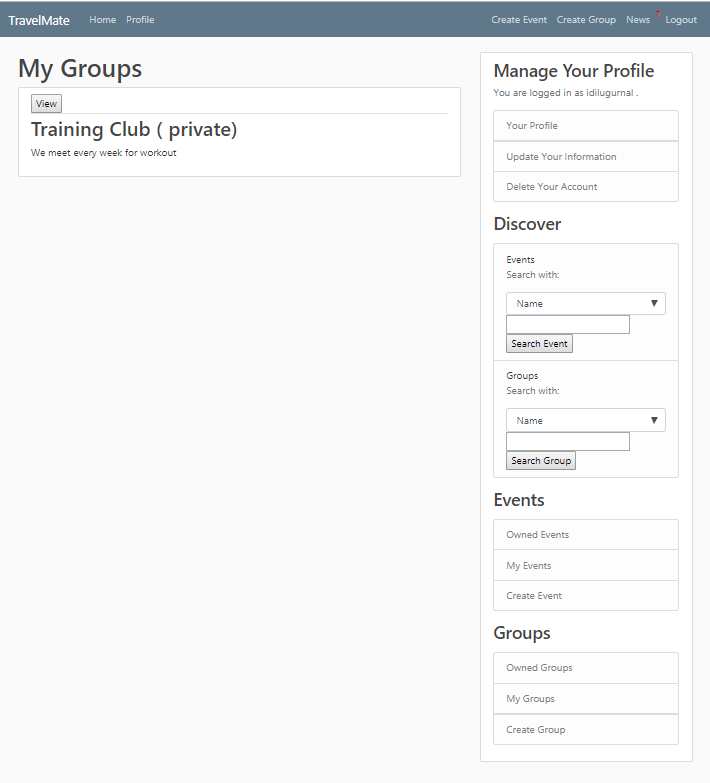 TravelMate Home Profile Create Event Create Group News Logout
My Groups
View
Training Club ( private)
We meet every week for workout
Manage Your Profile
You are logged in as idilugurnal .
Your Profile
Update Your Information
Delete Your Account
Discover
Events
Search with:
Name
Search Event
Groups
Search with:
Name
Search Group
Events
Owned Events
My Events
Create Event
Groups
Owned Groups
My Groups
Create Group